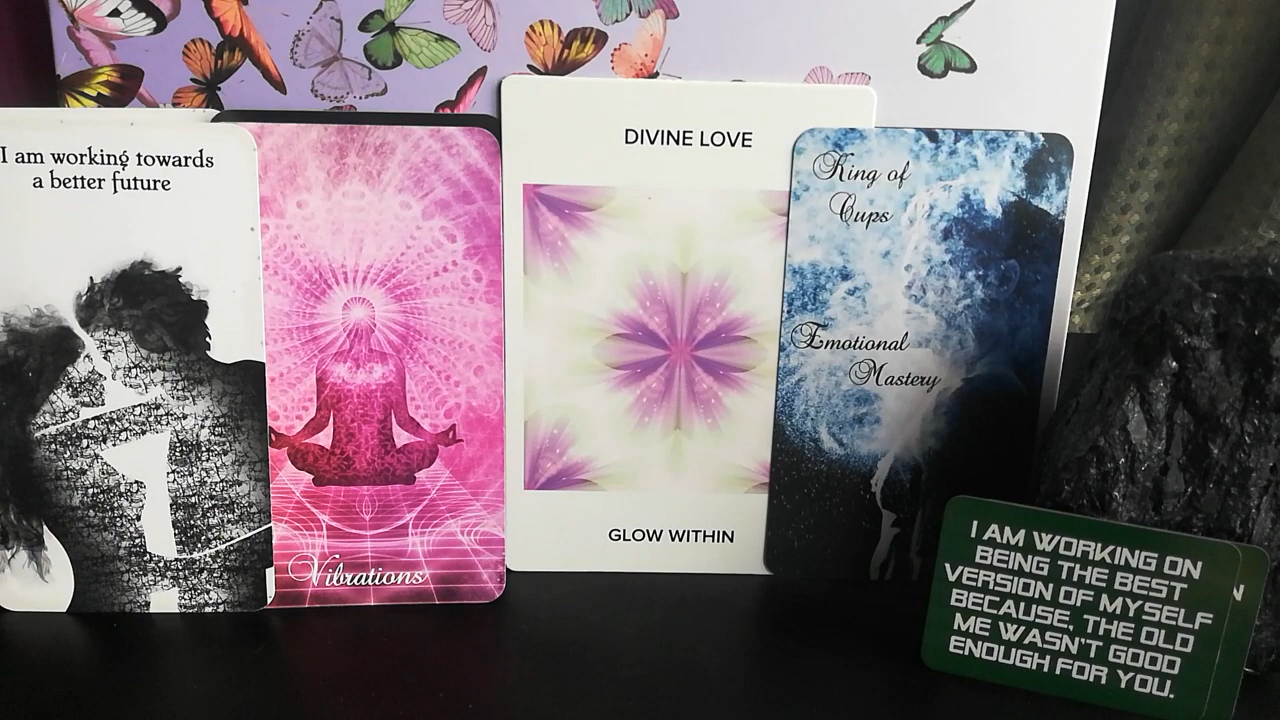 I am working towards
a better future
Vibrations
DIVINE LOVE
GLOW WITHIN
King of
Cups
Emotional
Mastery
I AM WORKING ON
BEING THE BEST
VERSION OF MYSELF
BECAUSE, THE OLD
ME WASN'T GOOD
ENOUGH FOR YOU.